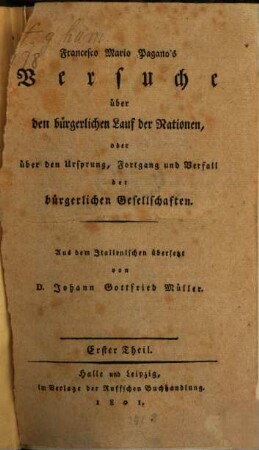 Francesco Mario Pagano's
Versuche
über
den bürgerlichen Lauf der Nationen,
oder
über den Ursprung, Fortgang und Verfall
der
bürgerlichen Gesellschaften.
Aus dem Italienischen übersetzt
von
D. Johann Gottfried Müller.
Erster Theil.
Halle und Leipzig,
im Verlage der Ruffschen Buchhandlung.
1801.